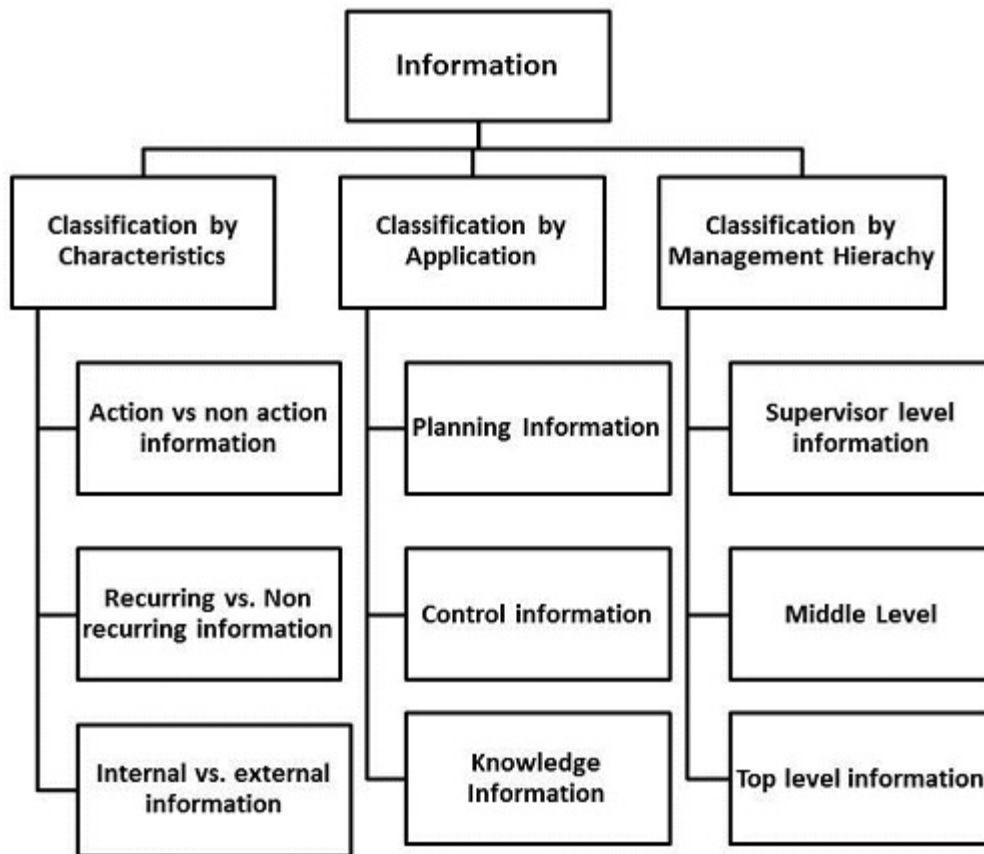 Information
Classification by
Characteristics
Classification by
Application
Classification by
Management Hierachy
Action vs non action
information
Planning Information
Supervisor level
information
Recurring vs. Non
recurring information
Control information
Middle Level
Internal vs. external
information
Knowledge
Information
Top level information